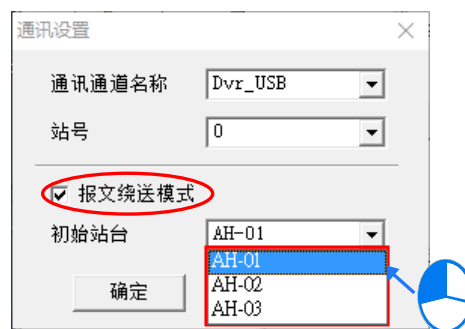 通讯设置
通讯通道名称 Dvr_USB
站号 0
报文绕送模式
初始站台 AH-01
AH-01
AH-02
AH-03
确定